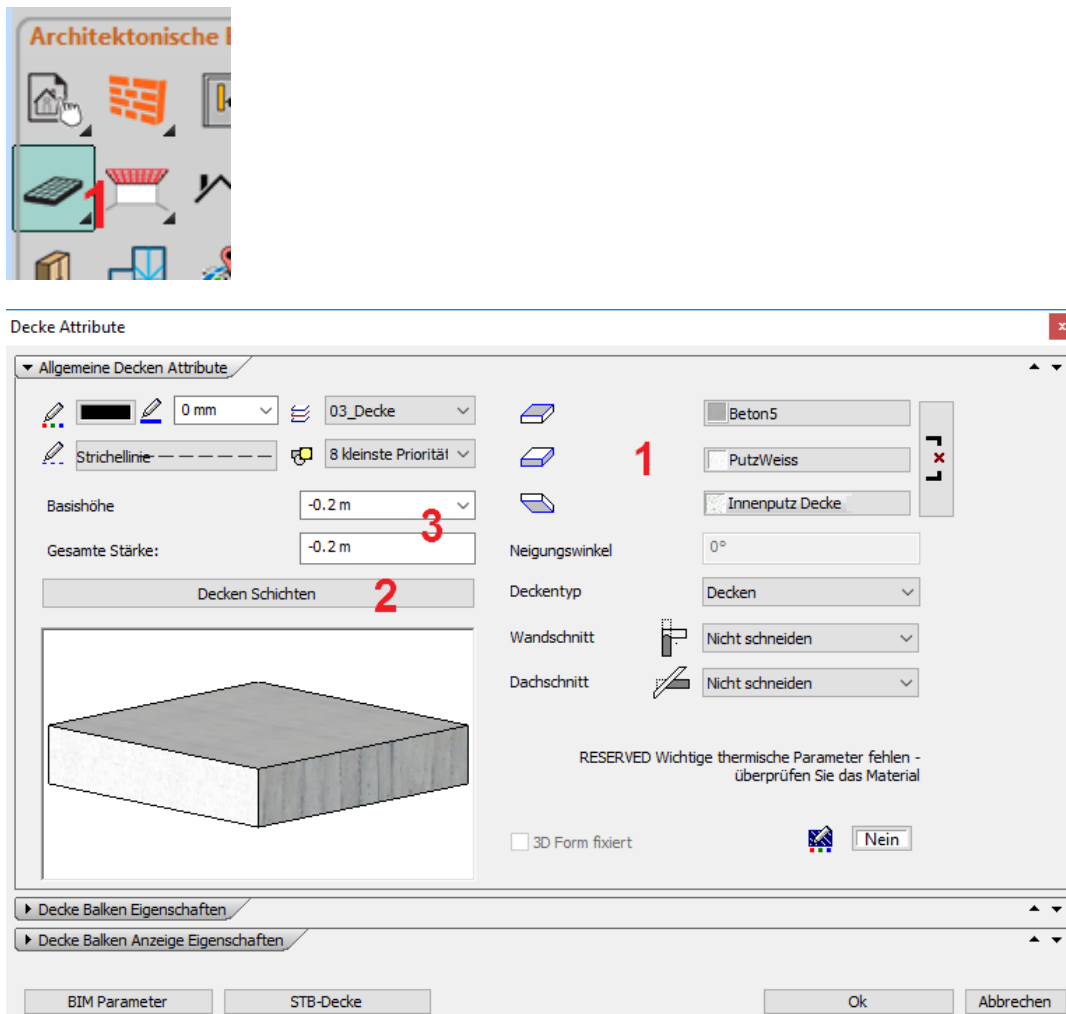 Architektonische
1
Decke Attribute
Allgemeine Decken Attribute
0 mm
03_Decke
Beton5
Strichellinie
8 kleinste Priorität
1
PutzWeiss
Basishöhe
-0.2 m
3
Innenputz Decke
Gesamte Stärke:
-0.2 m
Neigungswinkel
0°
Decken Schichten
2
Deckentyp
Decken
Wandschnitt
Nicht schneiden
Dachschnitt
Nicht schneiden
RESERVED Wichtige thermische Parameter fehlen -
überprüfen Sie das Material
3D Form fixiert
Nein
Decke Balken Eigenschaften
Decke Balken Anzeige Eigenschaften
BIM Parameter
STB-Decke
Ok
Abbrechen